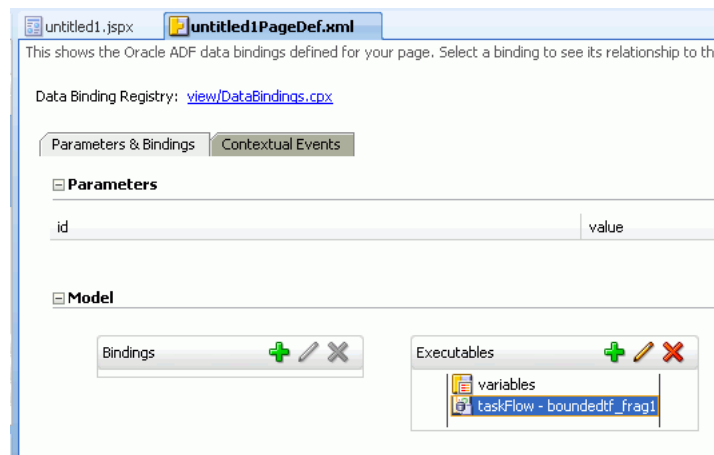 untitled1.jspx
untitled1PageDef.xml
This shows the Oracle ADF data bindings defined for your page. Select a binding to see its relationship to th
Data Binding Registry: view/DataBindings.cpx
Parameters & Bindings
Contextual Events
Parameters
id
value
Model
Bindings
Executables
variables
taskFlow - boundedtf_frag1